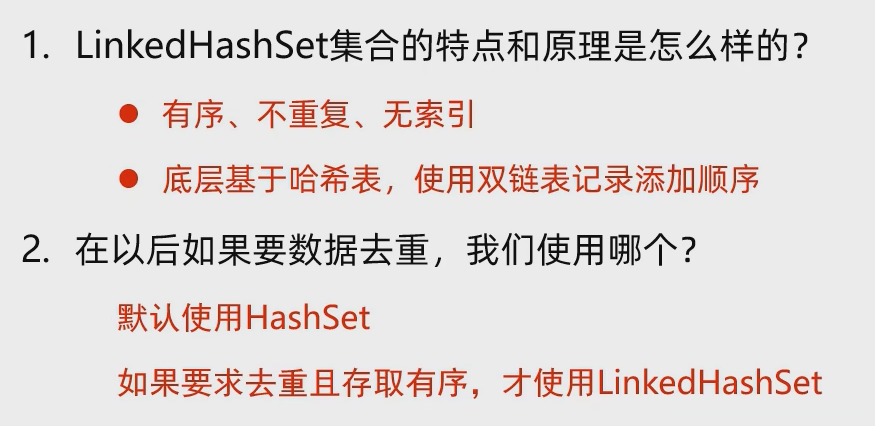 1. LinkedHashSet集合的特点和原理是怎么样的?
● 有序、不重复、无索引
● 底层基于哈希表，使用双链表记录添加顺序
2. 在以后如果要数据去重，我们使用哪个?
默认使用HashSet
如果要求去重且存取有序，才使用LinkedHashSet